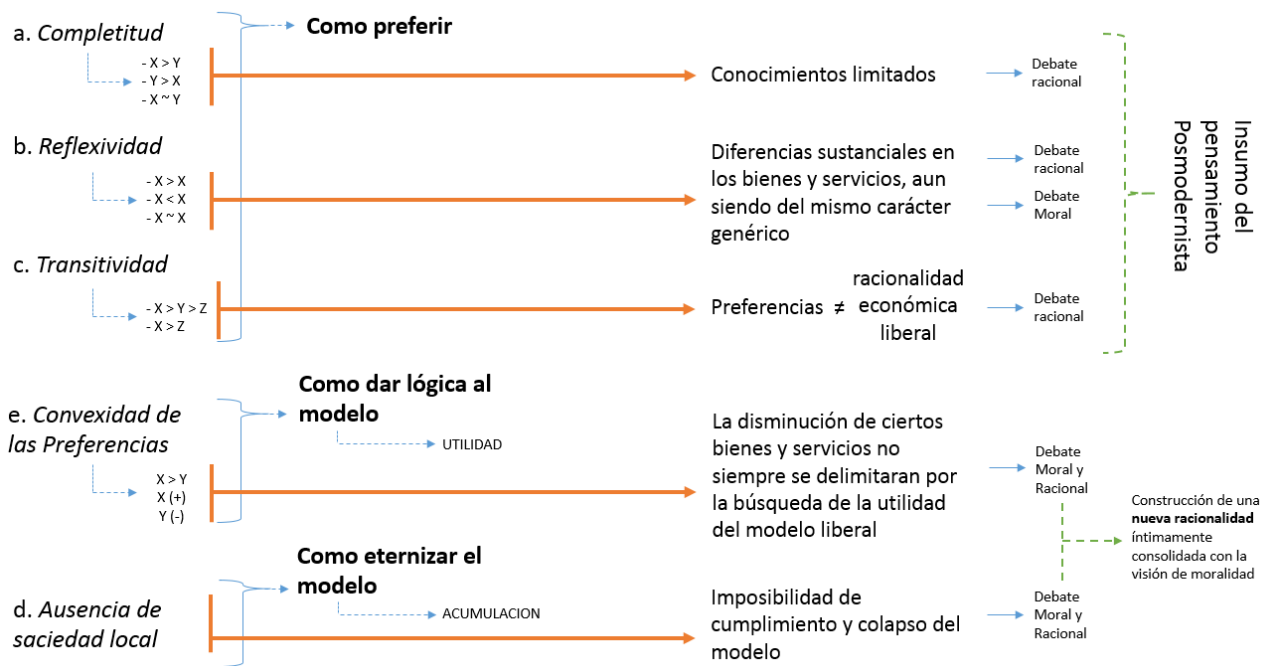 a. Completitud
- X > Y
- Y > X
- X ~ Y
Como preferir
Conocimientos limitados
Debate
racional
b. Reflexividad
- X > X
- X < X
- X ~ X
Diferencias sustanciales en
los bienes y servicios, aun
siendo del mismo carácter
genérico
Debate
racional
Debate
Moral
c. Transitividad
- X > Y > Z
- X > Z
Preferencias ≠
racionalidad
económica
liberal
Debate
racional
Insumo del
pensamiento
Posmodernista
e. Convexidad de
las Preferencias
X > Y
X (+)
Y (-)
Como dar lógica al
modelo
UTILIDAD
La disminución de ciertos
bienes y servicios no
siempre se delimitaran por
la búsqueda de la utilidad
del modelo liberal
Debate
Moral y
Racional
d. Ausencia de
saciedad local
Como eternizar el
modelo
ACUMULACION
Imposibilidad de
cumplimiento y colapso del
modelo
Debate
Moral y
Racional
Construcción de una
nueva racionalidad
íntimamente
consolidada con la
visión de moralidad